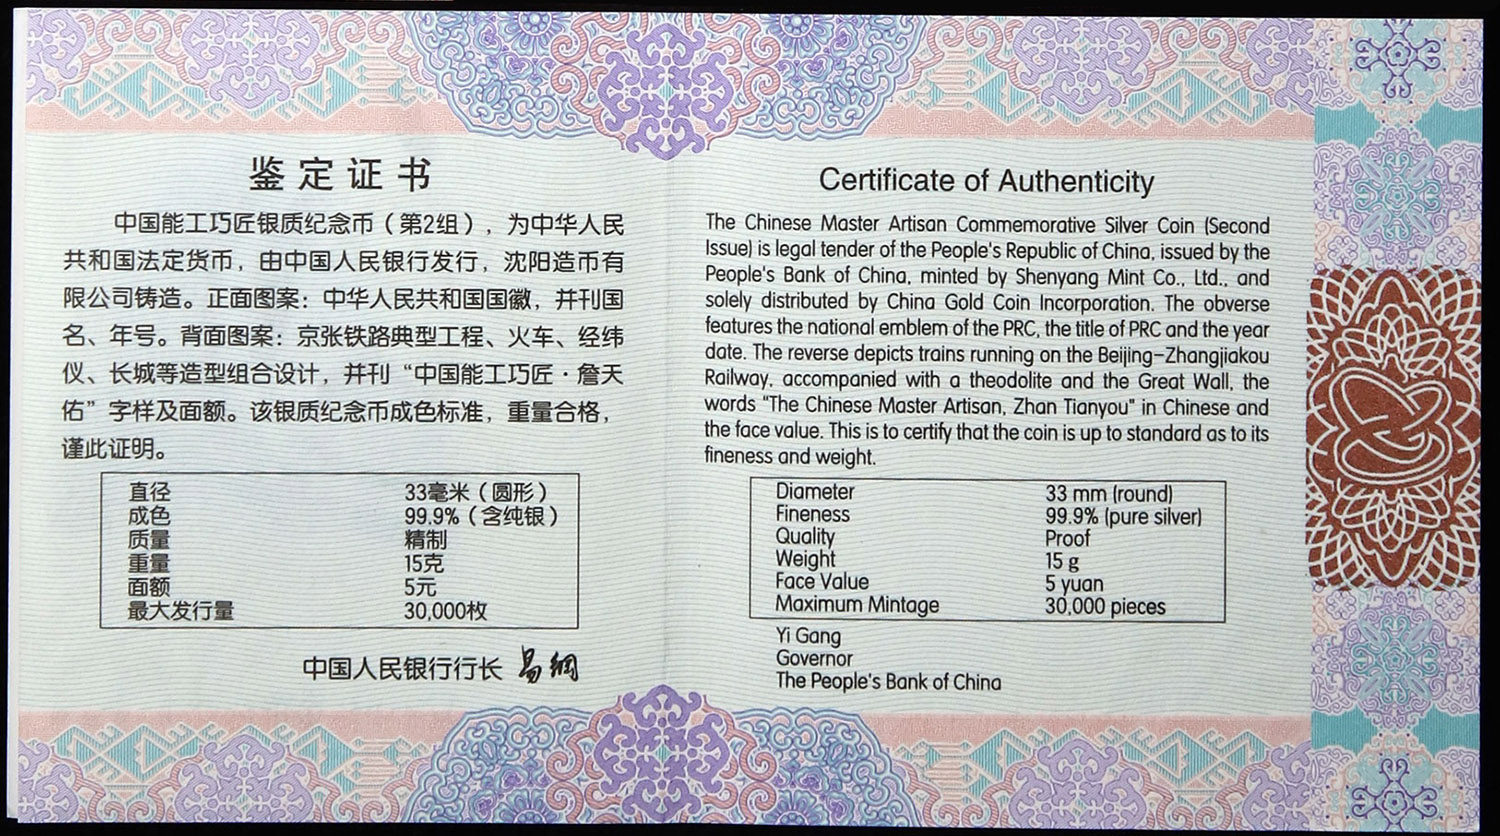 鉴定证书
中国能工巧匠银质纪念币（第2组），为中华人民
共和国法定货币，由中国人民银行发行，沈阳造币有
限公司铸造。正面图案：中华人民共和国国徽，并刊国
名、年号。背面图案：京张铁路典型工程、火车、经纬
仪、长城等造型组合设计，并刊“中国能工巧匠·詹天
佑”字样及面额。该银质纪念币成色标准，重量合格，
谨此证明。
直径 33毫米（圆形）
成色 99.9%（含纯银）
质量 精制
重量 15克
面额 5元
最大发行量 30,000枚
中国人民银行行长 易纲
Certificate of Authenticity
The Chinese Master Artisan Commemorative Silver Coin (Second
Issue) is legal tender of the People's Republic of China, issued by the
People's Bank of China, minted by Shenyang Mint Co., Ltd., and
solely distributed by China Gold Coin Incorporation. The obverse
features the national emblem of the PRC, the title of PRC and the year
date. The reverse depicts trains running on the Beijing-Zhangjiakou
Railway, accompanied with a theodolite and the Great Wall, the
words "The Chinese Master Artisan, Zhan Tianyou" in Chinese and
the face value. This is to certify that the coin is up to standard as to its
fineness and weight.
Diameter 33 mm (round)
Fineness 99.9% (pure silver)
Quality Proof
Weight 15 g
Face Value 5 yuan
Maximum Mintage 30,000 pieces
Yi Gang
Governor
The People's Bank of China